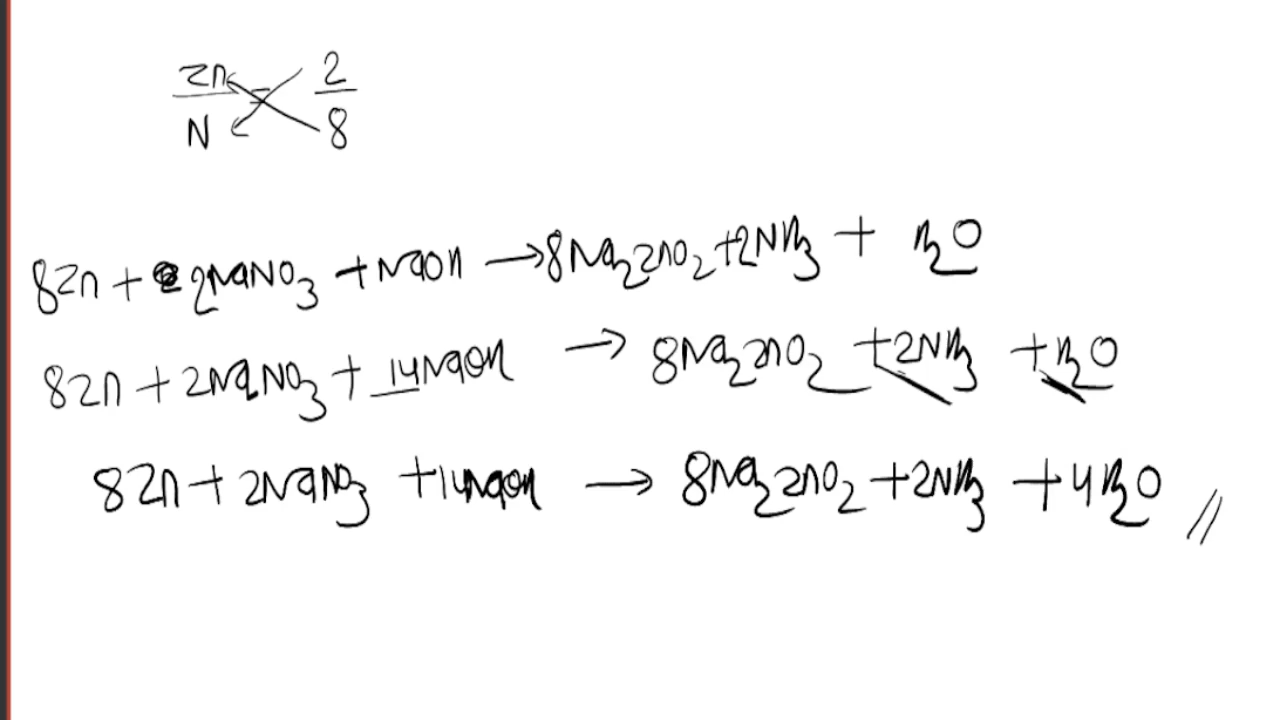 Zn/N = 2/8
8Zn + 2NaNO₃ + NaOH → 8Na₂ZnO₂ + 2NH₃ + H₂O
8Zn + 2NaNO₃ + 14NaOH → 8Na₂ZnO₂ + 2NH₃ + H₂O
8Zn + 2NaNO₃ + 14NaOH → 8Na₂ZnO₂ + 2NH₃ + 4H₂O //